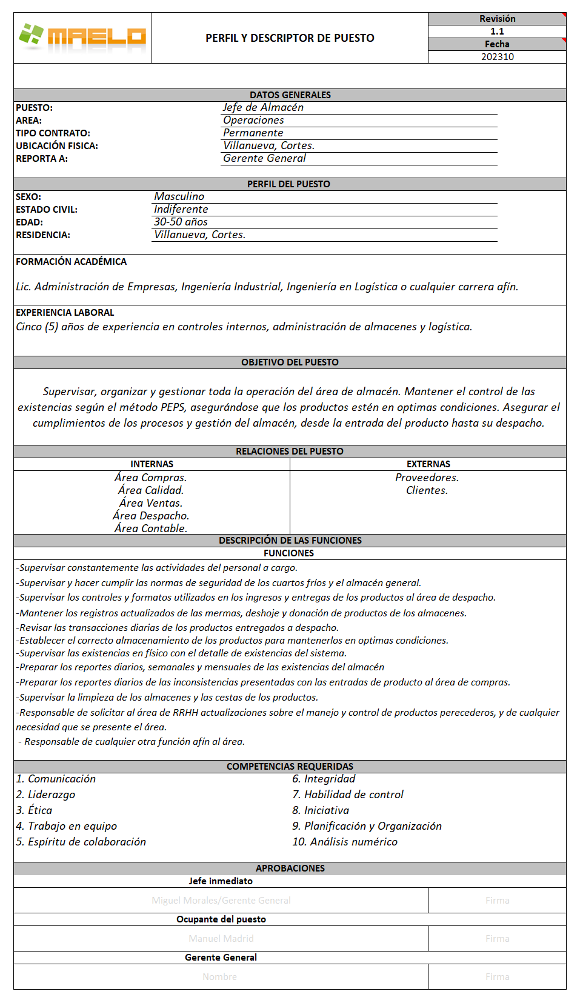 MAELO
PERFIL Y DESCRIPTOR DE PUESTO
Revisión
1.1
Fecha
202310
DATOS GENERALES
PUESTO: Jefe de Almacén
AREA: Operaciones
TIPO CONTRATO: Permanente
UBICACIÓN FISICA: Villanueva, Cortes.
REPORTA A: Gerente General
PERFIL DEL PUESTO
SEXO: Masculino
ESTADO CIVIL: Indiferente
EDAD: 30-50 años
RESIDENCIA: Villanueva, Cortes.
FORMACIÓN ACADÉMICA
Lic. Administración de Empresas, Ingeniería Industrial, Ingeniería en Logística o cualquier carrera afín.
EXPERIENCIA LABORAL
Cinco (5) años de experiencia en controles internos, administración de almacenes y logística.
OBJETIVO DEL PUESTO
Supervisar, organizar y gestionar toda la operación del área de almacén. Mantener el control de las
existencias según el método PEPS, asegurándose que los productos estén en optimas condiciones. Asegurar el
cumplimientos de los procesos y gestión del almacén, desde la entrada del producto hasta su despacho.
RELACIONES DEL PUESTO
INTERNAS
Área Compras.
Área Calidad.
Área Ventas.
Área Despacho.
Área Contable.
EXTERNAS
Proveedores.
Clientes.
DESCRIPCIÓN DE LAS FUNCIONES
FUNCIONES
-Supervisar constantemente las actividades del personal a cargo.
-Supervisar y hacer cumplir las normas de seguridad de los cuartos fríos y el almacén general.
-Supervisar los controles y formatos utilizados en los ingresos y entregas de los productos al área de despacho.
-Mantener los registros actualizados de las mermas, deshoje y donación de productos de los almacenes.
-Revisar las transacciones diarias de los productos entregados a despacho.
-Establecer el correcto almacenamiento de los productos para mantenerlos en optimas condiciones.
-Supervisar las existencias en físico con el detalle de existencias del sistema.
-Preparar los reportes diarios, semanales y mensuales de las existencias del almacén
-Preparar los reportes diarios de las inconsistencias presentadas con las entradas de producto al área de compras.
-Supervisar la limpieza de los almacenes y las cestas de los productos.
-Responsable de solicitar al área de RRHH actualizaciones sobre el manejo y control de productos perecederos, y de cualquier
necesidad que se presente el área.
- Responsable de cualquier otra función afín al área.
COMPETENCIAS REQUERIDAS
1. Comunicación
2. Liderazgo
3. Ética
4. Trabajo en equipo
5. Espíritu de colaboración
6. Integridad
7. Habilidad de control
8. Iniciativa
9. Planificación y Organización
10. Análisis numérico
APROBACIONES
Jefe inmediato
Miguel Morales/Gerente General Firma
Ocupante del puesto
Manuel Madrid Firma
Gerente General
Nombre Firma